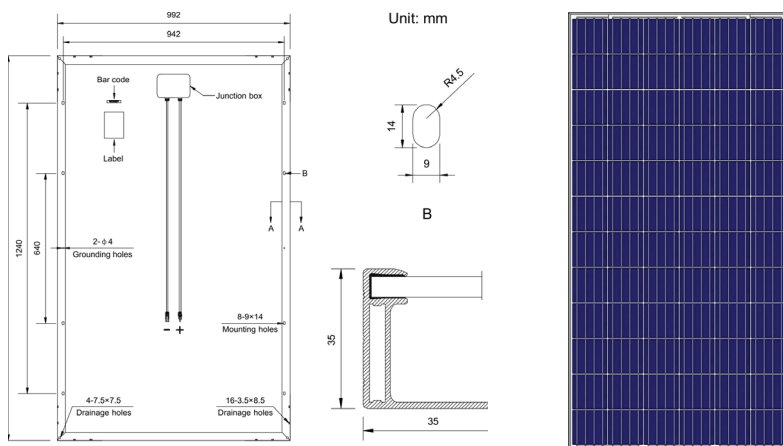 992
942
Bar code
Junction box
Label
B
A A
1240
640
2-ϕ4
Grounding holes
8-9×14
Mounting holes
− +
4-7.5×7.5
Drainage holes
16-3.5×8.5
Drainage holes
Unit: mm
R4.5
14
9
B
35
35